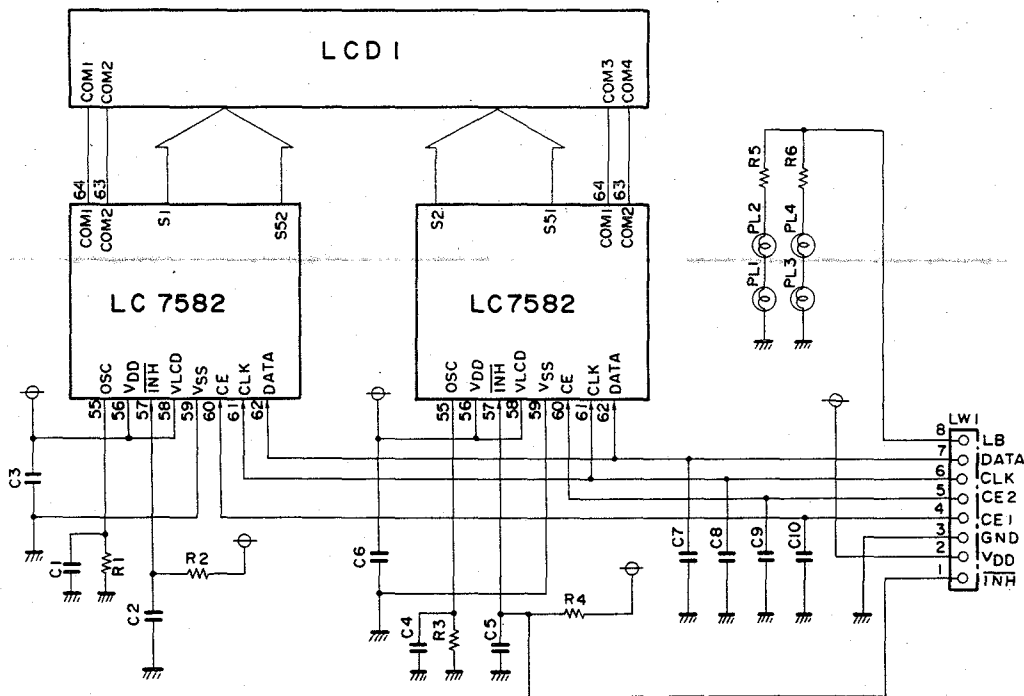 LCD1
COM1
COM2
COM3
COM4
64
63
64
63
COM1
COM2
S1
S52
S2
S51
COM1
COM2
LC 7582
LC7582
OSC
VDD
INH
VLCD
VSS
CE
CLK
DATA
55
56
57
58
59
60
61
62
OSC
VDD
INH
VLCD
VSS
CE
CLK
DATA
55
56
57
58
59
60
61
62
R5
R6
PL2
PL4
PL1
PL3
C3
C1
R1
R2
C2
C6
C4
R3
C5
R4
C7
C8
C9
C10
LW1
8 LB
7 DATA
6 CLK
5 CE2
4 CE1
3 GND
2 VDD
1 INH